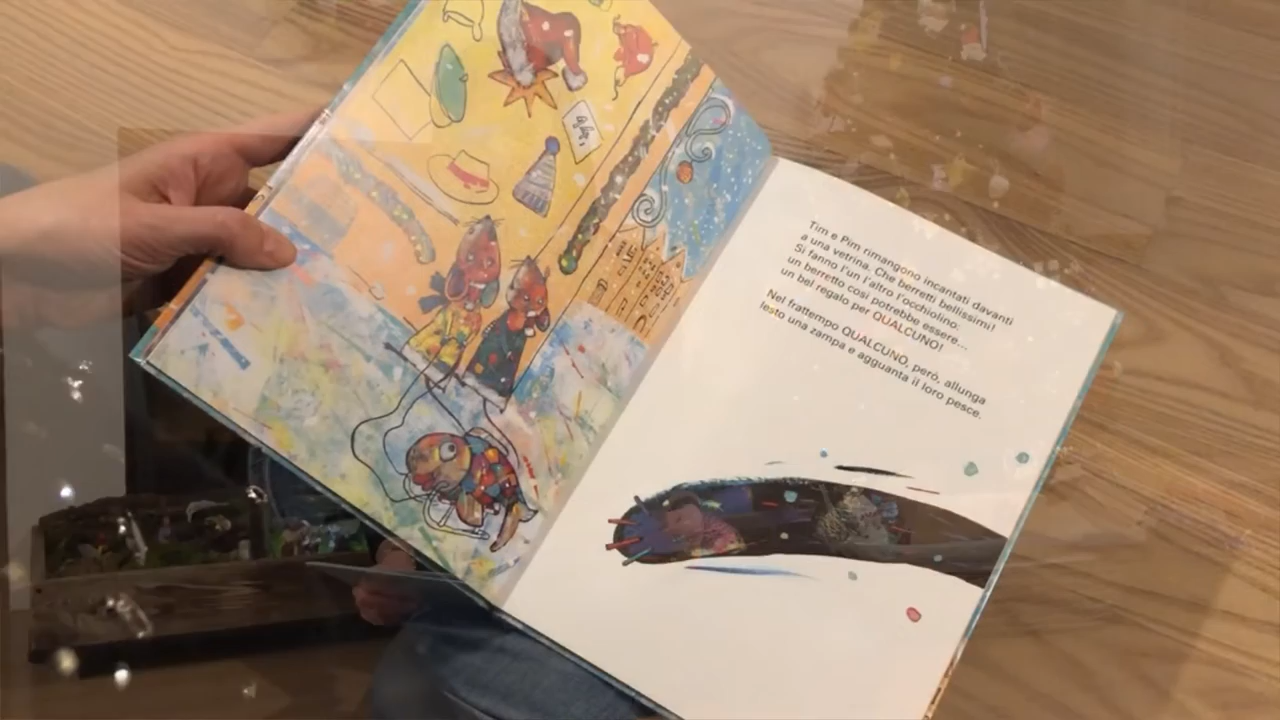 Tim e Pim rimangono incantati davanti
a una vetrina. Che berretti bellissimi!
Si fanno l'un l'altro l'occhiolino:
un berretto così potrebbe essere...
un bel regalo per QUALCUNO!
Nel frattempo QUALCUNO, però, allunga
lesto una zampa e agguanta il loro pesce.